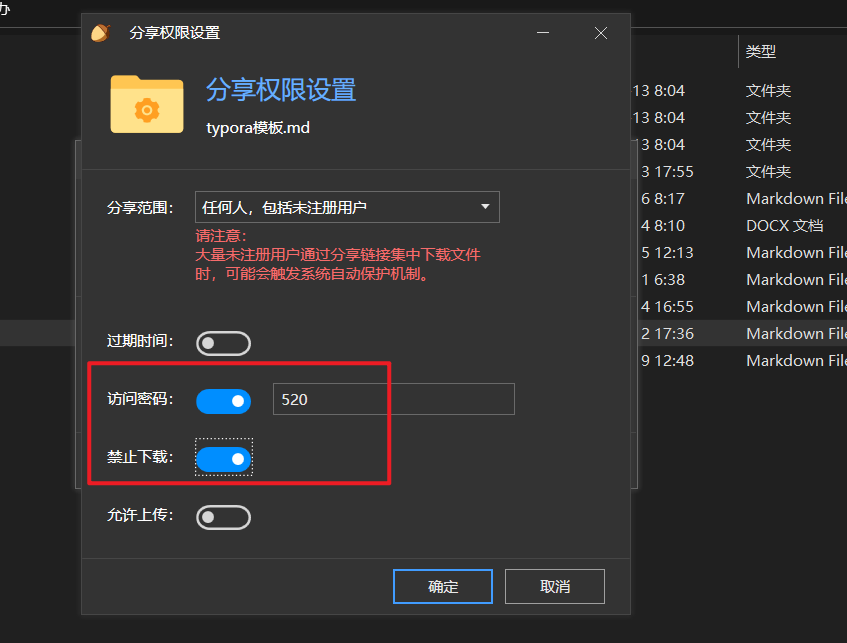 办
分享权限设置
类型
分享权限设置
typora模板.md
13 8:04 文件夹
13 8:04 文件夹
13 8:04 文件夹
3 17:55 文件夹
6 8:17 Markdown File
4 8:10 DOCX 文档
5 12:13 Markdown File
1 6:38 Markdown File
4 16:55 Markdown File
2 17:36 Markdown File
9 12:48 Markdown File
分享范围: 任何人，包括未注册用户
请注意:
大量未注册用户通过分享链接集中下载文件
时，可能会触发系统自动保护机制。
过期时间:
访问密码: 520
禁止下载:
允许上传:
确定 取消